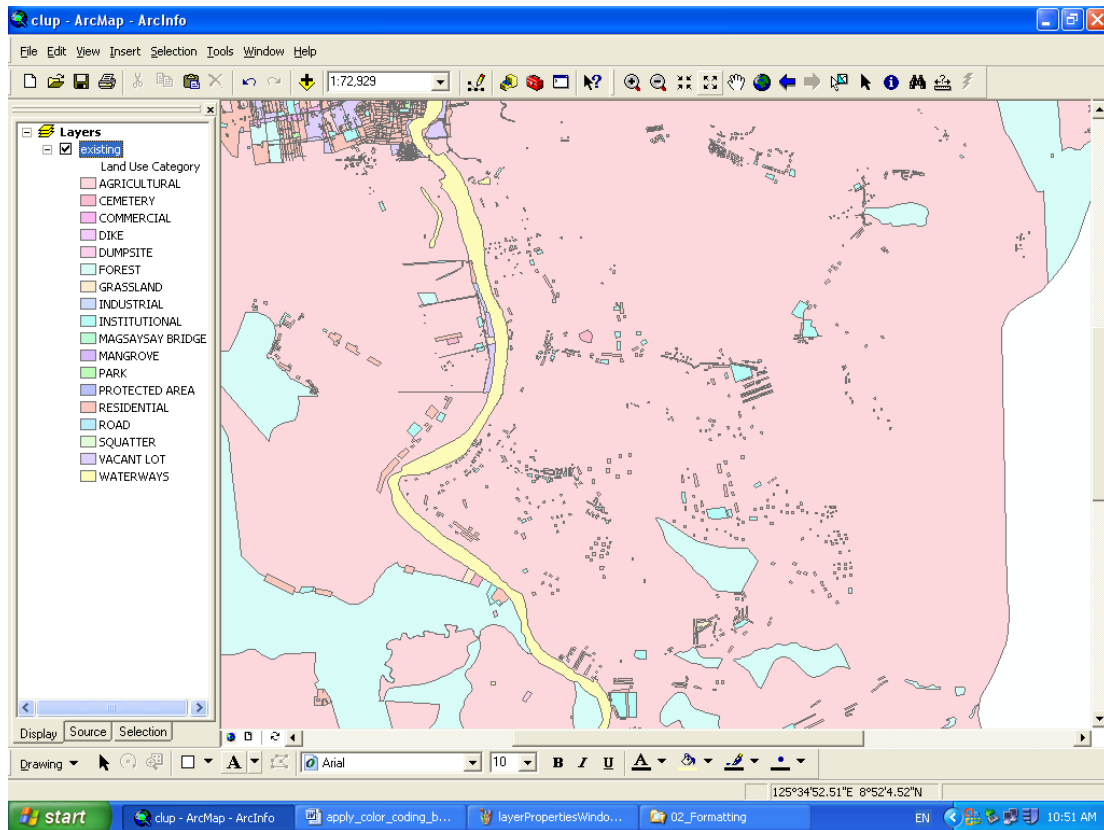 clup - ArcMap - ArcInfo
File Edit View Insert Selection Tools Window Help
1:72,929
Layers
existing
Land Use Category
AGRICULTURAL
CEMETERY
COMMERCIAL
DIKE
DUMPSITE
FOREST
GRASSLAND
INDUSTRIAL
INSTITUTIONAL
MAGSAYSAY BRIDGE
MANGROVE
PARK
PROTECTED AREA
RESIDENTIAL
ROAD
SQUATTER
VACANT LOT
WATERWAYS
Display Source Selection
Drawing A Arial 10 B I U A
125°34'52.51"E 8°52'4.52"N
start clup - ArcMap - ArcInfo apply_color_coding_b... layerPropertiesWindo... 02_Formatting EN 10:51 AM